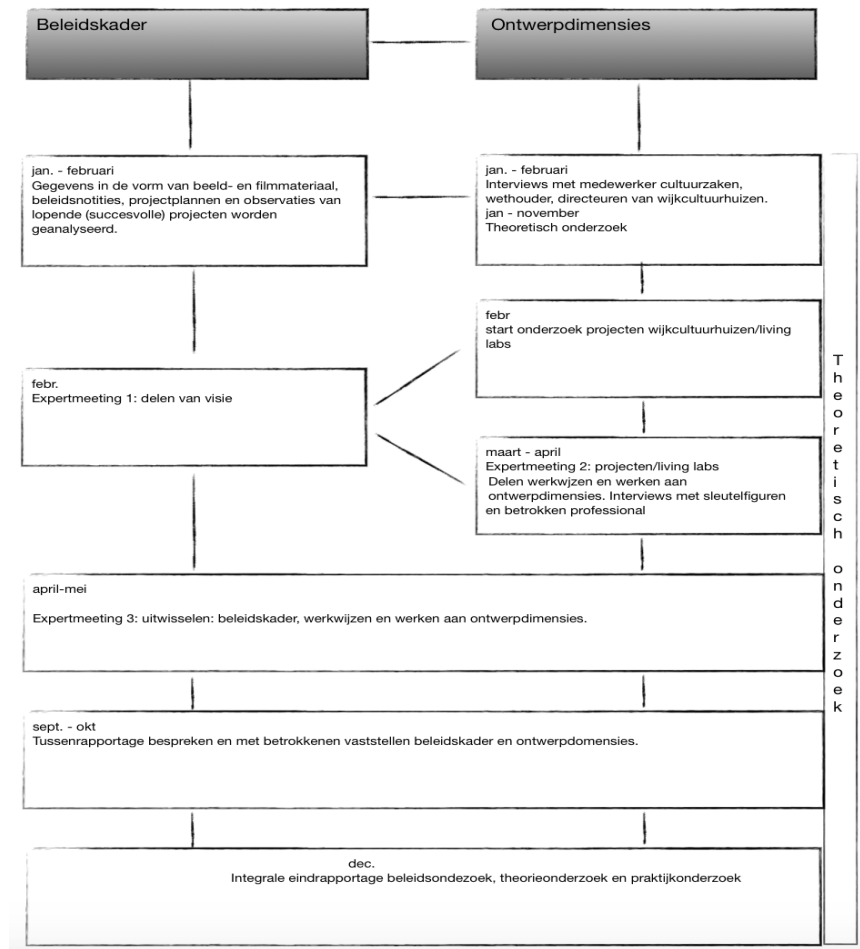 Beleidskader
Ontwerpdimensies
jan. - februari
Gegevens in de vorm van beeld- en filmmateriaal,
beleidsnotities, projectplannen en observaties van
lopende (succesvolle) projecten worden
geanalyseerd.
jan. - februari
Interviews met medewerker cultuurzaken,
wethouder, directeuren van wijkcultuurhuizen.
jan - november
Theoretisch onderzoek
febr
start onderzoek projecten wijkcultuurhuizen/living
labs
febr.
Expertmeeting 1: delen van visie
maart - april
Expertmeeting 2: projecten/living labs
Delen werkwjzen en werken aan
ontwerpdimensies. Interviews met sleutelfiguren
en betrokken professional
april-mei
Expertmeeting 3: uitwisselen: beleidskader, werkwijzen en werken aan ontwerpdimensies.
sept. - okt
Tussenrapportage bespreken en met betrokkenen vaststellen beleidskader en ontwerpdomensies.
dec.
Integrale eindrapportage beleidsondezoek, theorieonderzoek en praktijkonderzoek
Theoretisch onderzoek